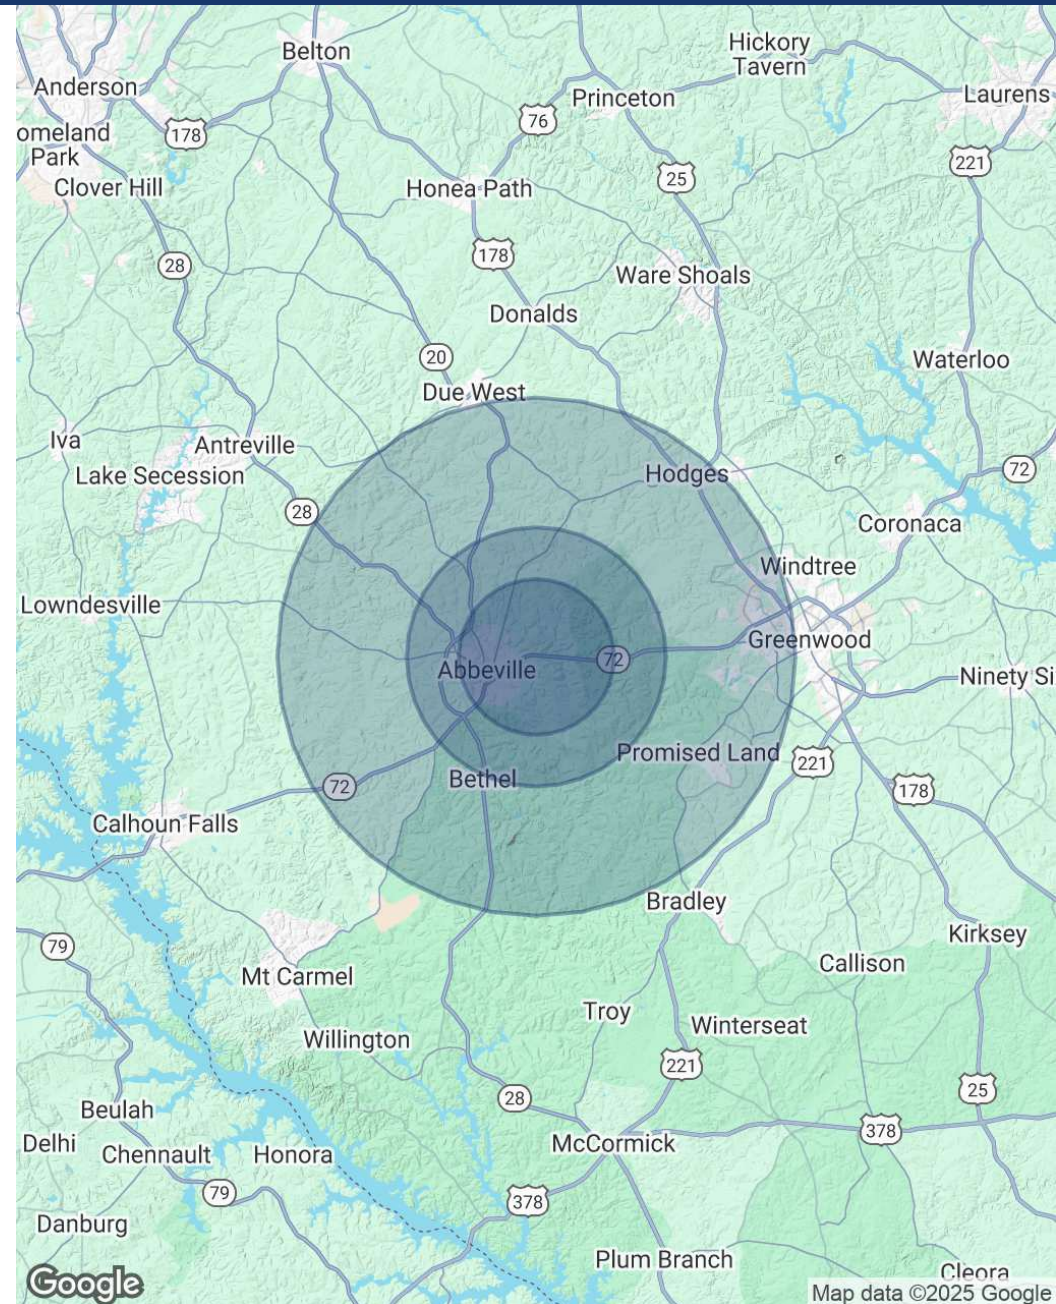 Belton
Hickory
Tavern
Anderson
Princeton
Laurens
76
omeland
Park
178
221
Clover Hill
Honea Path
25
178
28
Ware Shoals
Donalds
20
Waterloo
Due West
Iva
Antreville
Lake Secession
Hodges
72
28
Coronaca
Windtree
Lowndesville
Greenwood
Abbeville
72
Ninety Si
Promised Land
221
Bethel
72
178
Calhoun Falls
Bradley
Kirksey
79
Callison
Mt Carmel
Troy
Winterseat
Willington
221
28
25
Beulah
378
Delhi
Chennault
Honora
McCormick
79
378
Danburg
Plum Branch
Cleora
Google
Map data ©2025 Google